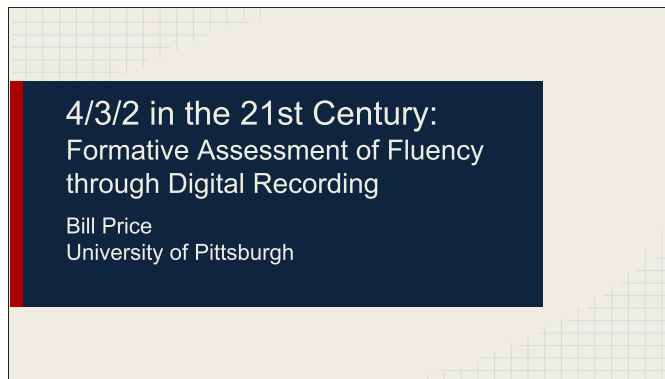 4/3/2 in the 21st Century:
Formative Assessment of Fluency
through Digital Recording
Bill Price
University of Pittsburgh